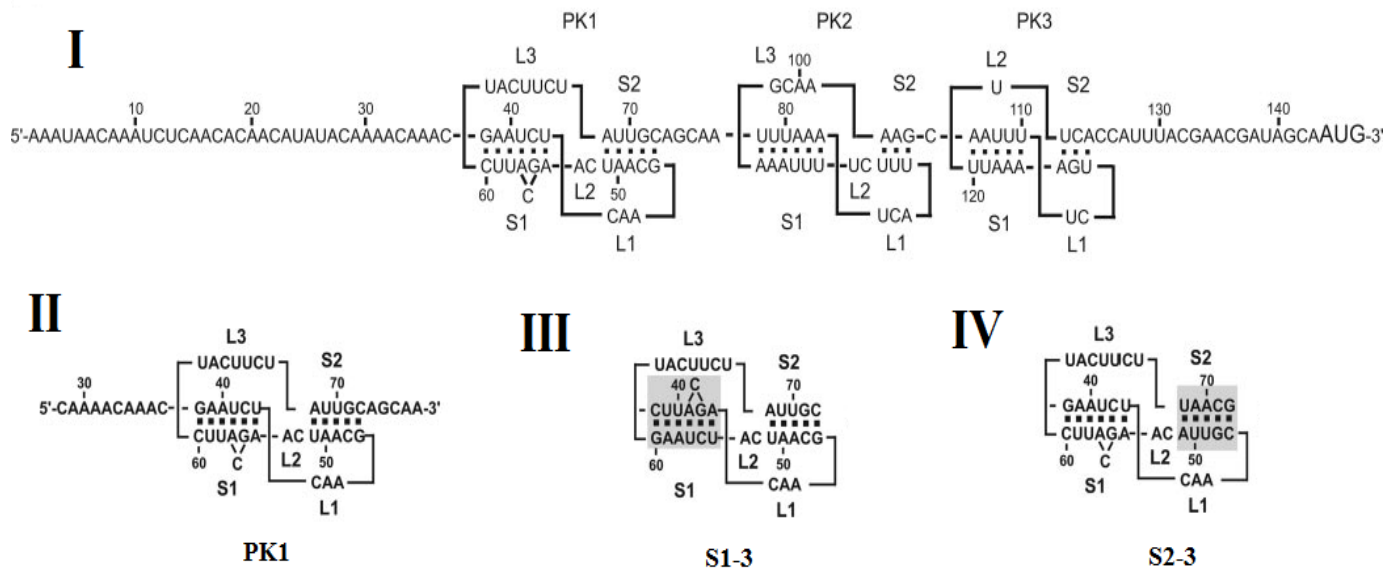 I
PK1 PK2 PK3
L3 L3 L2
S2 100 S2 S2
UACUUCU GCAA U
10 20 30 40 70 80 110 130 140
5'-AAAUAACAAAUCUCAACACAACAUAUACAAAACAAAC GAAUCU AUUGCAGCAA UUUAAA AAGC AAUUU UCACCAUUUACGAACGAUAGCAAUG-3'
CUUAGA AC UAACG AAAUUU UC UUU UUAAA AGU
60 C L2 50 L2 120
S1 CAA S1 UCA S1 UC
L1 L1 L1
II
L3
UACUUCU S2
30 40 70
5'-CAAAACAAAC GAAUCU AUUGCAGCAA-3'
CUUAGA AC UAACG
60 C L2 50
S1 CAA
L1
PK1
III
L3
UACUUCU S2
40 C 70
CUUAGA AUUGC
GAAUCU AC UAACG
60 L2 50
S1 CAA
L1
S1-3
IV
L3
UACUUCU S2
40 70
GAAUCU UAACG
CUUAGA AC AUUGC
60 C L2 50
S1 CAA
L1
S2-3